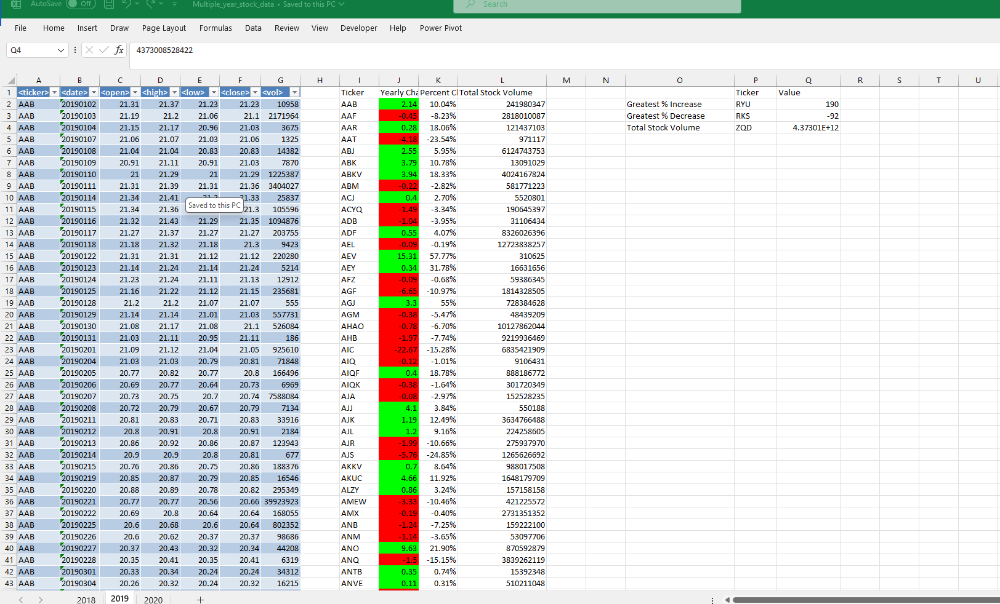 AutoSave Off Multiple_year_stock_data • Saved to this PC Search
File Home Insert Draw Page Layout Formulas Data Review View Developer Help Power Pivot
Q4 fx 4373008528422
A B C D E F G H I J K L M N O P Q R S T U
1 <ticker> <date> <open> <high> <low> <close> <vol> Ticker Yearly Cha Percent Cl Total Stock Volume Ticker Value
2 AAB 20190102 21.31 21.37 21.23 21.23 10958 AAB 2.14 10.04% 241980347 Greatest % Increase RYU 190
3 AAB 20190103 21.19 21.2 21.06 21.1 2171964 AAF -0.45 -8.23% 2818010087 Greatest % Decrease RKS -92
4 AAB 20190104 21.15 21.17 20.96 21.03 3675 AAR 0.28 18.06% 121437103 Total Stock Volume ZQD 4.37301E+12
5 AAB 20190107 21.06 21.07 21.03 21.06 1325 AAT -4.18 -23.54% 971117
6 AAB 20190108 21.04 21.04 20.83 20.83 14382 ABJ 2.55 5.95% 6124743753
7 AAB 20190109 20.91 21.11 20.91 21.03 7870 ABK 3.79 10.78% 13091029
8 AAB 20190110 21 21.29 21 21.29 1225387 ABKV 3.94 18.33% 4024167824
9 AAB 20190111 21.31 21.39 21.31 21.36 3404027 ABM -0.22 -2.82% 581771223
10 AAB 20190114 21.34 21.41 21.33 25837 ACJ 0.4 2.70% 5520801
Saved to this PC
11 AAB 20190115 21.34 21.36 21.3 105596 ACYQ -1.49 -3.34% 190645397
12 AAB 20190116 21.32 21.43 21.29 21.35 1094876 ADB -1.04 -3.95% 31106434
13 AAB 20190117 21.27 21.37 21.27 21.27 203755 ADF 0.55 4.07% 8326026396
14 AAB 20190118 21.18 21.32 21.18 21.3 9423 AEL -0.09 -0.19% 12723838257
15 AAB 20190122 21.31 21.31 21.12 21.12 220280 AEV 15.31 57.77% 310625
16 AAB 20190123 21.14 21.24 21.14 21.24 5214 AEY 0.34 31.78% 16631656
17 AAB 20190124 21.23 21.24 21.11 21.13 12912 AFZ -0.09 -0.68% 59386345
18 AAB 20190125 21.16 21.22 21.12 21.15 235681 AGF -6.65 -10.97% 1814328505
19 AAB 20190128 21.2 21.2 21.07 21.07 555 AGJ 3.3 55% 728384628
20 AAB 20190129 21.14 21.14 21.01 21.03 557731 AGM -0.38 -5.47% 48439209
21 AAB 20190130 21.08 21.17 21.08 21.1 526084 AHAO -0.78 -6.70% 10127862044
22 AAB 20190131 21.03 21.11 20.95 21.11 186 AHB -1.97 -7.74% 9219936469
23 AAB 20190201 21.09 21.12 21.04 21.05 925610 AIC -22.67 -15.28% 6835421909
24 AAB 20190204 21.03 21.03 20.79 20.81 71848 AIQ -0.12 -1.01% 9106431
25 AAB 20190205 20.77 20.82 20.77 20.8 166496 AIQF 0.4 18.78% 888186772
26 AAB 20190206 20.69 20.77 20.64 20.73 6969 AIQK -0.38 -1.64% 301720349
27 AAB 20190207 20.73 20.75 20.7 20.74 7588084 AJA -0.08 -2.97% 152528235
28 AAB 20190208 20.72 20.79 20.67 20.79 7134 AJJ 4.1 3.84% 550188
29 AAB 20190211 20.81 20.83 20.71 20.83 33916 AJK 1.19 12.49% 3634766488
30 AAB 20190212 20.8 20.91 20.8 20.91 2184 AJL 1.2 9.16% 224258605
31 AAB 20190213 20.86 20.92 20.86 20.87 123943 AJR -1.99 -10.66% 275937970
32 AAB 20190214 20.9 20.9 20.8 20.81 677 AJS -5.76 -24.85% 1265626692
33 AAB 20190215 20.76 20.86 20.75 20.86 188376 AKKV 0.7 8.64% 988017508
34 AAB 20190219 20.85 20.87 20.79 20.85 16546 AKUC 4.66 11.92% 1648179709
35 AAB 20190220 20.88 20.89 20.78 20.82 295349 ALZY 0.86 3.24% 157158158
36 AAB 20190221 20.77 20.77 20.56 20.66 39923923 AMEW -3.33 -10.46% 421225572
37 AAB 20190222 20.69 20.8 20.64 20.64 168055 AMX -0.19 -0.40% 2731351352
38 AAB 20190225 20.6 20.68 20.6 20.64 802352 ANB -1.24 -7.25% 159222100
39 AAB 20190226 20.6 20.62 20.37 20.37 98686 ANM -1.14 -3.65% 53097706
40 AAB 20190227 20.37 20.43 20.32 20.34 44208 ANO 9.63 21.90% 870592879
41 AAB 20190228 20.35 20.41 20.35 20.41 6319 ANQ -1.5 -15.15% 3839262119
42 AAB 20190301 20.33 20.34 20.24 20.24 34312 ANTB 0.35 0.74% 15392348
43 AAB 20190304 20.26 20.32 20.24 20.32 16215 ANVE 0.11 0.31% 510211048
2018 2019 2020 +